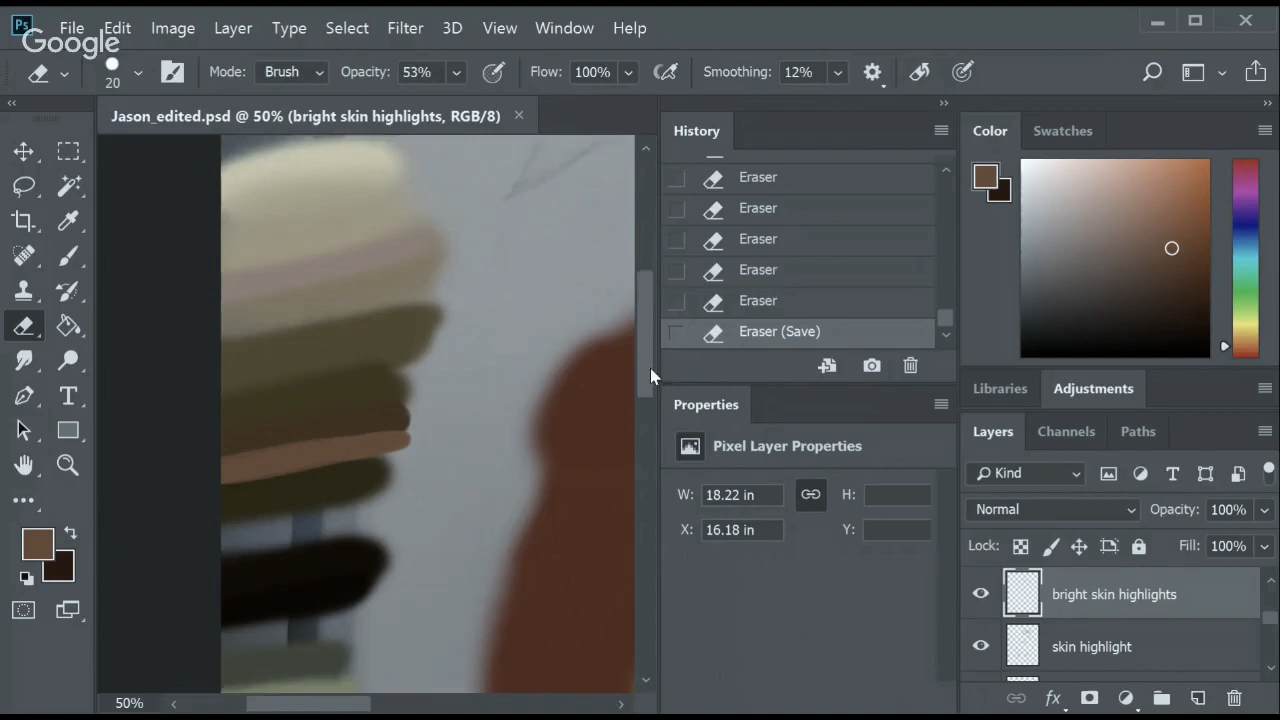 Ps File Edit Image Layer Type Select Filter 3D View Window Help
Google
20 Mode: Brush Opacity: 53% Flow: 100% Smoothing: 12%
Jason_edited.psd @ 50% (bright skin highlights, RGB/8) ×
History
Eraser
Eraser
Eraser
Eraser
Eraser
Eraser (Save)
Properties
Pixel Layer Properties
W: 18.22 in H:
X: 16.18 in Y:
Color Swatches
Libraries Adjustments
Layers Channels Paths
Kind
Normal Opacity: 100%
Lock: Fill: 100%
bright skin highlights
skin highlight
fx
50%